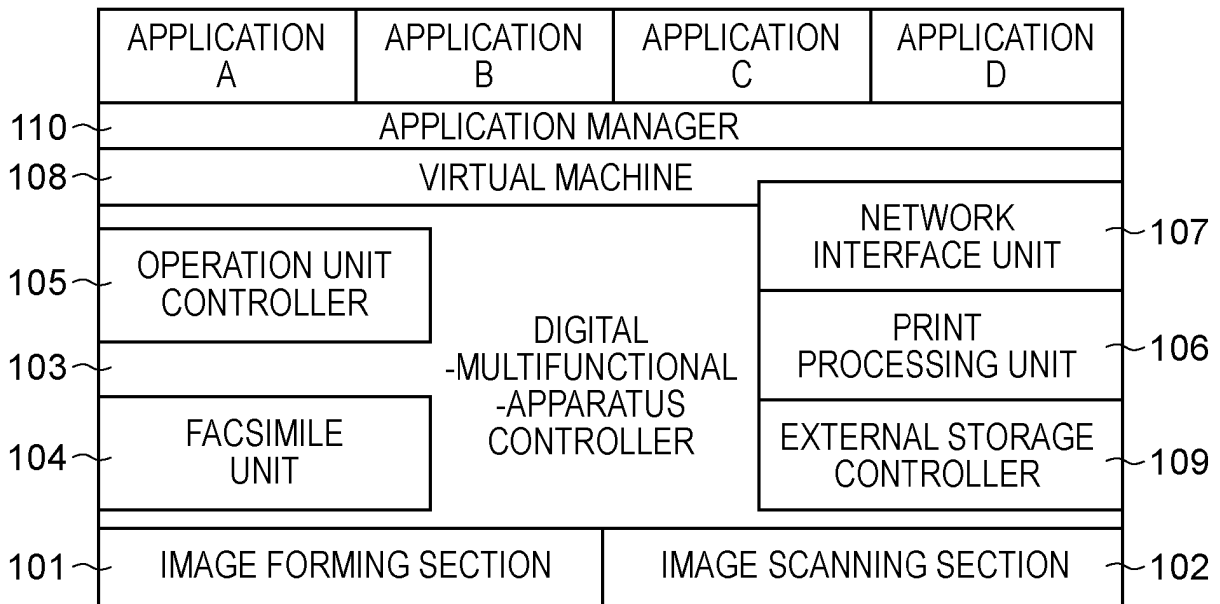 APPLICATION
A
APPLICATION
B
APPLICATION
C
APPLICATION
D
110
APPLICATION MANAGER
108
VIRTUAL MACHINE
NETWORK
INTERFACE UNIT
107
105
OPERATION UNIT
CONTROLLER
103
DIGITAL
-MULTIFUNCTIONAL
-APPARATUS
CONTROLLER
PRINT
PROCESSING UNIT
106
104
FACSIMILE
UNIT
EXTERNAL STORAGE
CONTROLLER
109
101
IMAGE FORMING SECTION
IMAGE SCANNING SECTION
102